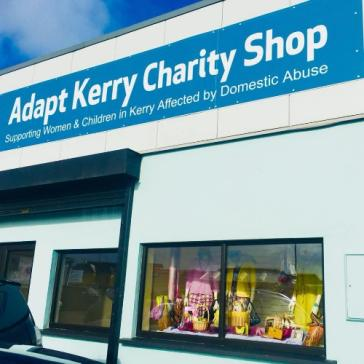 Adapt Kerry Charity Shop
Supporting Women & Children in Kerry Affected by Domestic Abuse